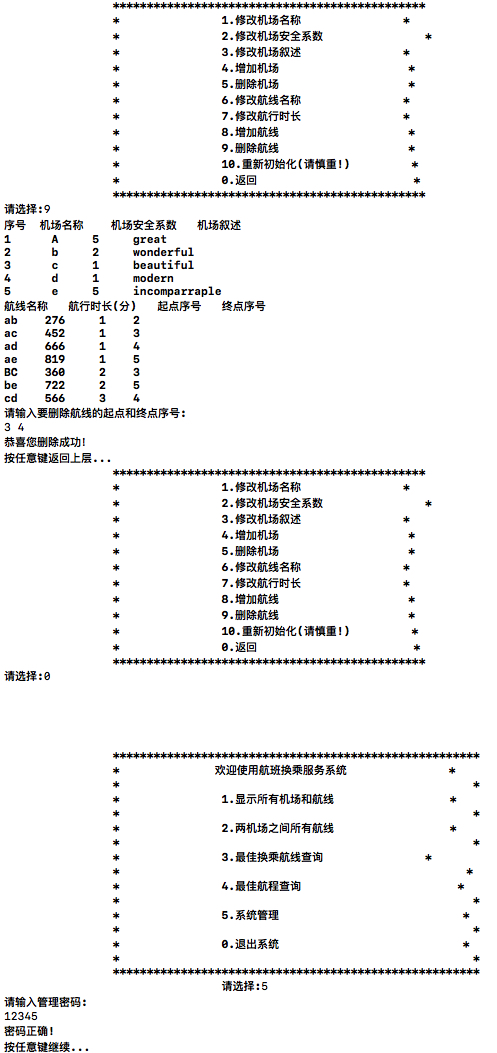 **********************************************
* 1.修改机场名称 *
* 2.修改机场安全系数 *
* 3.修改机场叙述 *
* 4.增加机场 *
* 5.删除机场 *
* 6.修改航线名称 *
* 7.修改航行时长 *
* 8.增加航线 *
* 9.删除航线 *
* 10.重新初始化(请慎重!) *
* 0.返回 *
**********************************************
请选择:9
序号 机场名称 机场安全系数 机场叙述
1 A 5 great
2 b 2 wonderful
3 c 1 beautiful
4 d 1 modern
5 e 5 incomparraple
航线名称 航行时长(分) 起点序号 终点序号
ab 276 1 2
ac 452 1 3
ad 666 1 4
ae 819 1 5
BC 360 2 3
be 722 2 5
cd 566 3 4
请输入要删除航线的起点和终点序号:
3 4
恭喜您删除成功!
按任意键返回上层...
**********************************************
* 1.修改机场名称 *
* 2.修改机场安全系数 *
* 3.修改机场叙述 *
* 4.增加机场 *
* 5.删除机场 *
* 6.修改航线名称 *
* 7.修改航行时长 *
* 8.增加航线 *
* 9.删除航线 *
* 10.重新初始化(请慎重!) *
* 0.返回 *
**********************************************
请选择:0
******************************************************
* 欢迎使用航班换乘服务系统 *
* *
* 1.显示所有机场和航线 *
* *
* 2.两机场之间所有航线 *
* *
* 3.最佳换乘航线查询 *
* *
* 4.最佳航程查询 *
* *
* 5.系统管理 *
* *
* 0.退出系统 *
* *
******************************************************
请选择:5
请输入管理密码:
12345
密码正确!
按任意键继续...